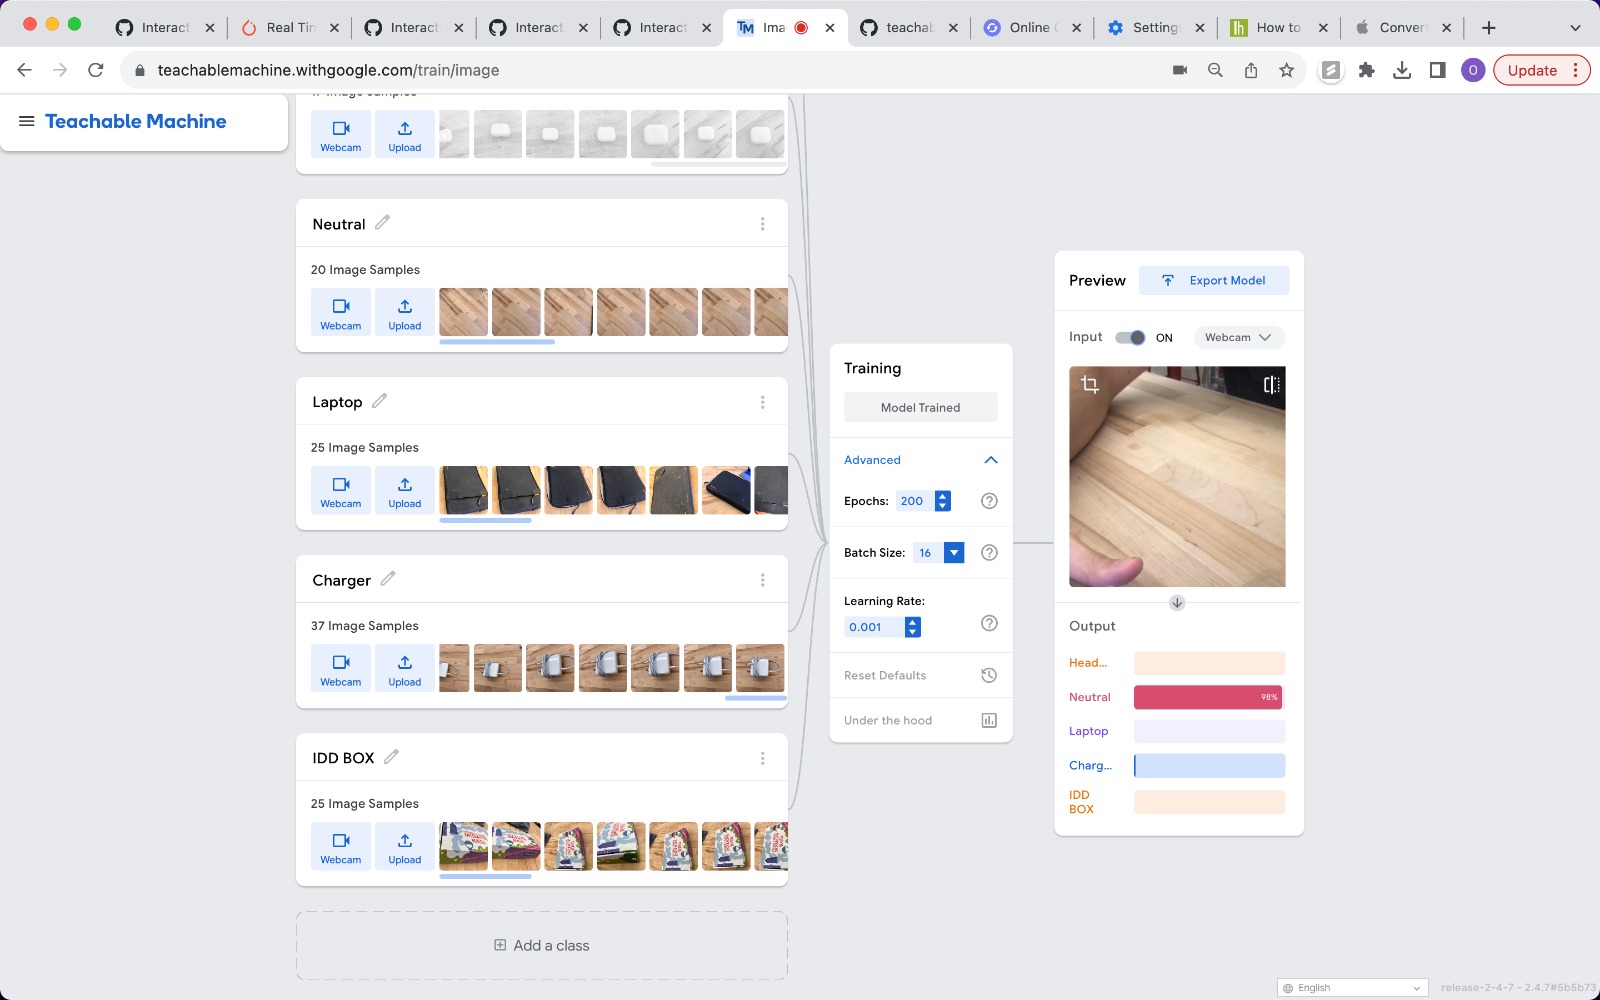 Interact
Real Tin
Interact
Interact
Interact
TM Ima
teachab
Online
Setting
h How to
Conver
teachablemachine.withgoogle.com/train/image
O
Update
Teachable Machine
Image Samples
Webcam
Upload
Neutral
20 Image Samples
Webcam
Upload
Laptop
25 Image Samples
Webcam
Upload
Charger
37 Image Samples
Webcam
Upload
IDD BOX
25 Image Samples
Webcam
Upload
Add a class
Training
Model Trained
Advanced
Epochs: 200
Batch Size: 16
Learning Rate:
0.001
Reset Defaults
Under the hood
Preview
Export Model
Input ON Webcam
Output
Head...
Neutral 98%
Laptop
Charg...
IDD
BOX
English
release-2-4-7 - 2.4.7#5b5b73